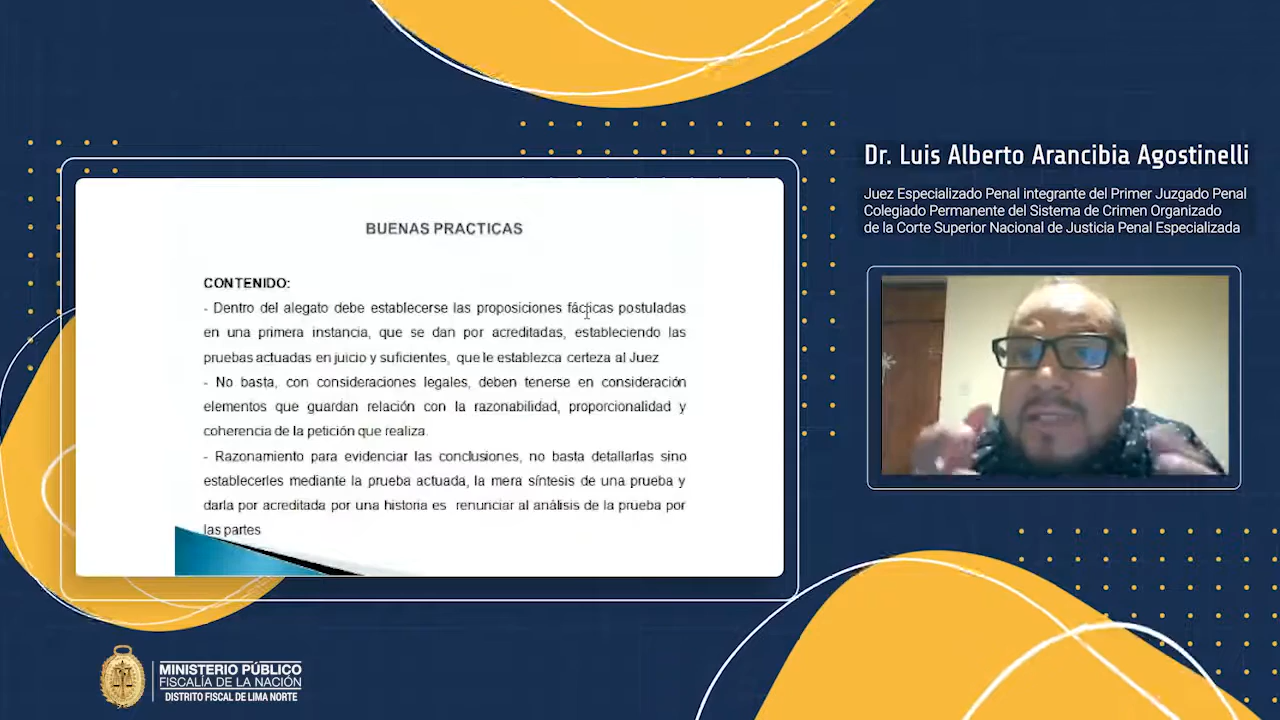 Dr. Luis Alberto Arancibia Agostinelli
Juez Especializado Penal integrante del Primer Juzgado Penal
Colegiado Permanente del Sistema de Crimen Organizado
de la Corte Superior Nacional de Justicia Penal Especializada
BUENAS PRACTICAS
CONTENIDO:
- Dentro del alegato debe establecerse las proposiciones fácticas postuladas
en una primera instancia, que se dan por acreditadas, estableciendo las
pruebas actuadas en juicio y suficientes, que le establezca certeza al Juez
- No basta, con consideraciones legales, deben tenerse en consideración
elementos que guardan relación con la razonabilidad, proporcionalidad y
coherencia de la petición que realiza.
- Razonamiento para evidenciar las conclusiones, no basta detallarlas sino
establecerles mediante la prueba actuada, la mera síntesis de una prueba y
darla por acreditada por una historia es renunciar al análisis de la prueba por
las partes
MINISTERIO PÚBLICO
FISCALÍA DE LA NACIÓN
DISTRITO FISCAL DE LIMA NORTE